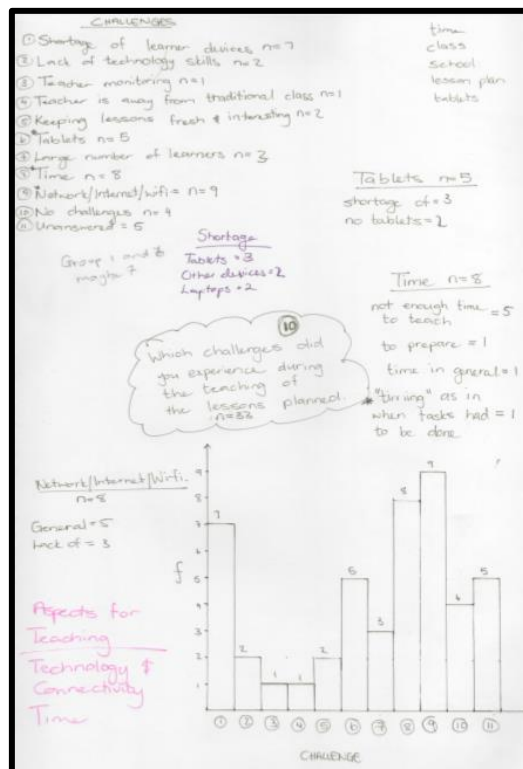 CHALLENGES
① Shortage of learner devices n=7
② Lack of technology skills n=2
③ Teacher monitoring n=1
④ Teacher is away from traditional class n=1
⑤ Keeping lessons fresh & interesting n=2
⑥ *Tablets n=5
⑦ Large number of learners n=3
⑧ *Time n=8
⑨ *Network/Internet/wifi = n=9
⑩ No challenges n=4
⑪ Unanswered = 5
time
class
school
lesson plan
tablets
Tablets n=5
shortage of = 3
no tablets = 2
Group 1 and 6
maybe 7
Shortage
Tablets = 3
Other devices = 2
Laptops = 2
Time n=8
not enough time = 5
to teach
to prepare = 1
time in general = 1
* "timing" as in
when tasks had = 1
to be done
10
Which challenges did
you experience during
the teaching of
the lessons planned.
n=33
Network/Internet/Wifi.
n=8
General = 5
Lack of = 3
Aspects for
Teaching
Technology &
Connectivity
Time
f
9
8
7
6
5
4
3
2
1
7
2
1
1
2
5
3
8
9
4
5
① ② ③ ④ ⑤ ⑥ ⑦ ⑧ ⑨ ⑩ ⑪
CHALLENGE